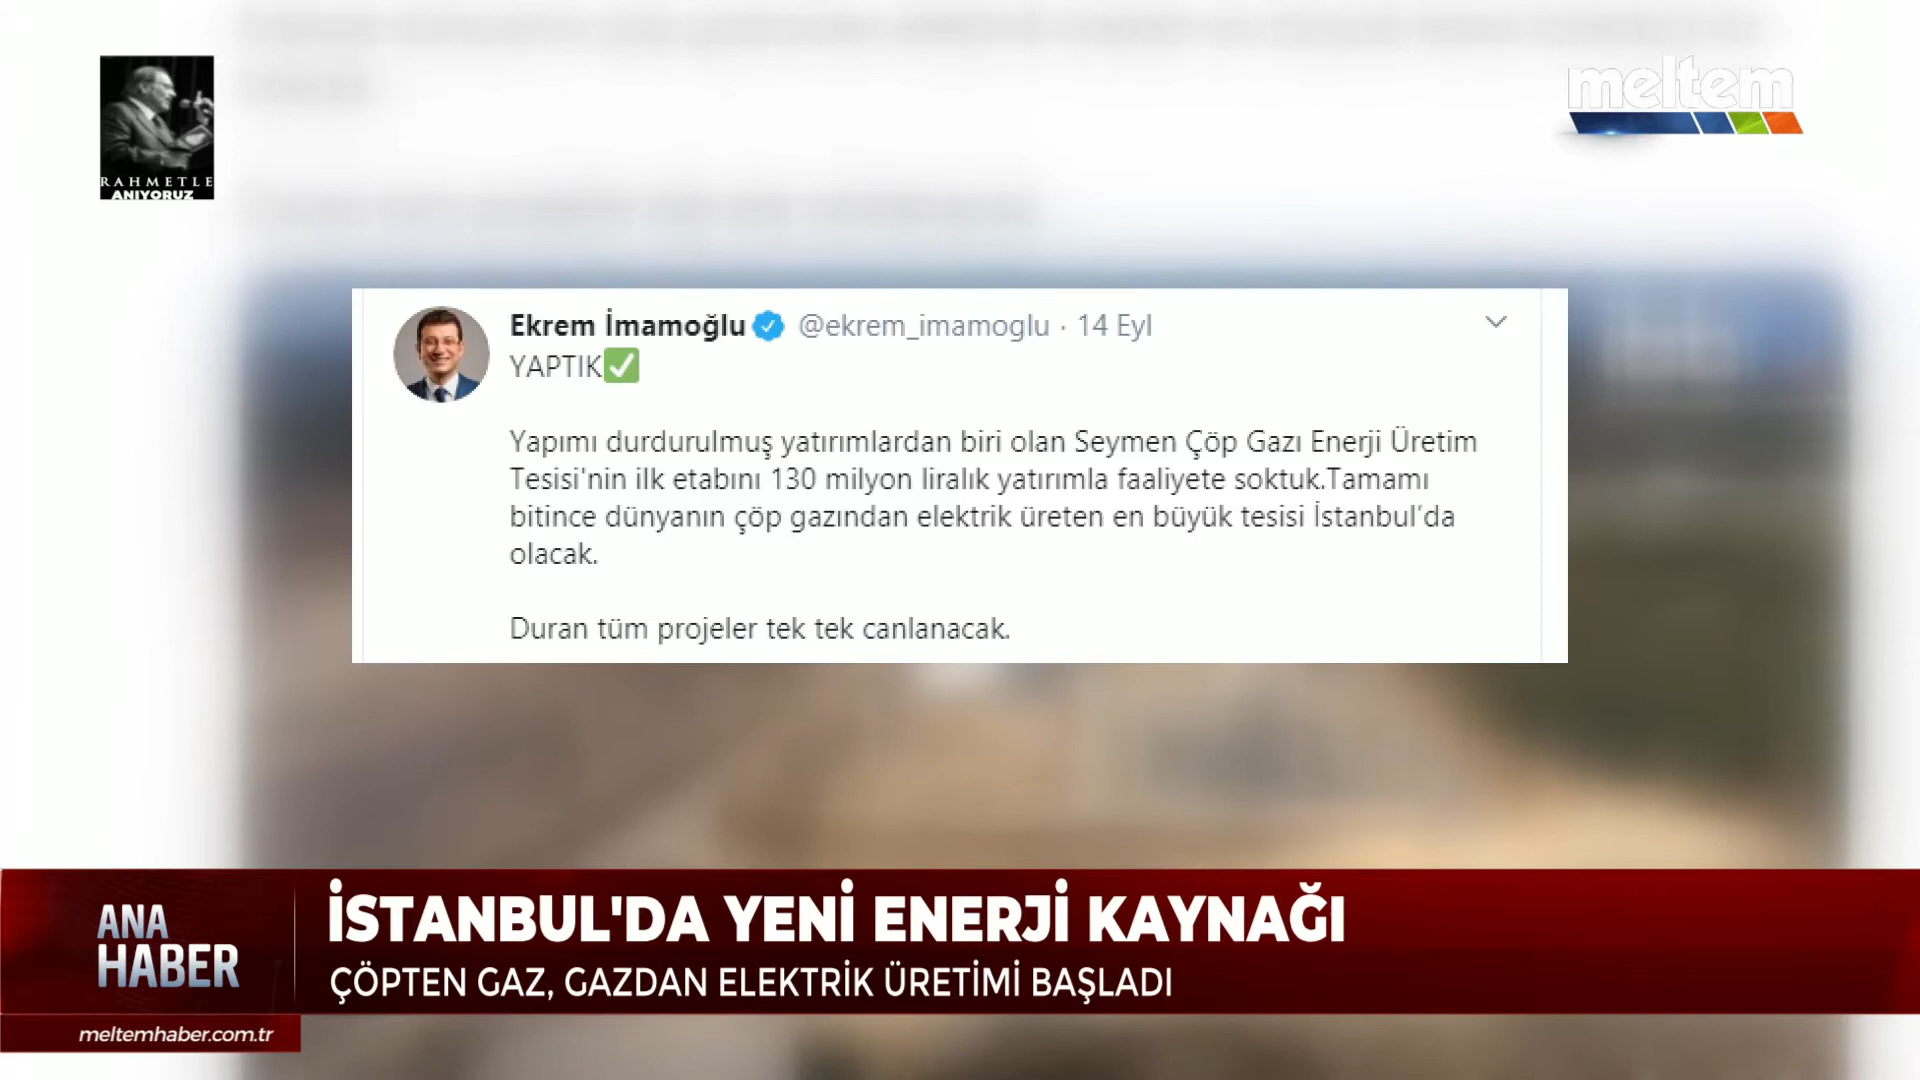 RAHMETLE
ANIYORUZ
meltem
Ekrem İmamoğlu @ekrem_imamoglu · 14 Eyl
YAPTIK✅
Yapımı durdurulmuş yatırımlardan biri olan Seymen Çöp Gazı Enerji Üretim
Tesisi'nin ilk etabını 130 milyon liralık yatırımla faaliyete soktuk.Tamamı
bitince dünyanın çöp gazından elektrik üreten en büyük tesisi İstanbul'da
olacak.
Duran tüm projeler tek tek canlanacak.
ANA
HABER
İSTANBUL'DA YENİ ENERJİ KAYNAĞI
ÇÖPTEN GAZ, GAZDAN ELEKTRİK ÜRETİMİ BAŞLADI
meltemhaber.com.tr